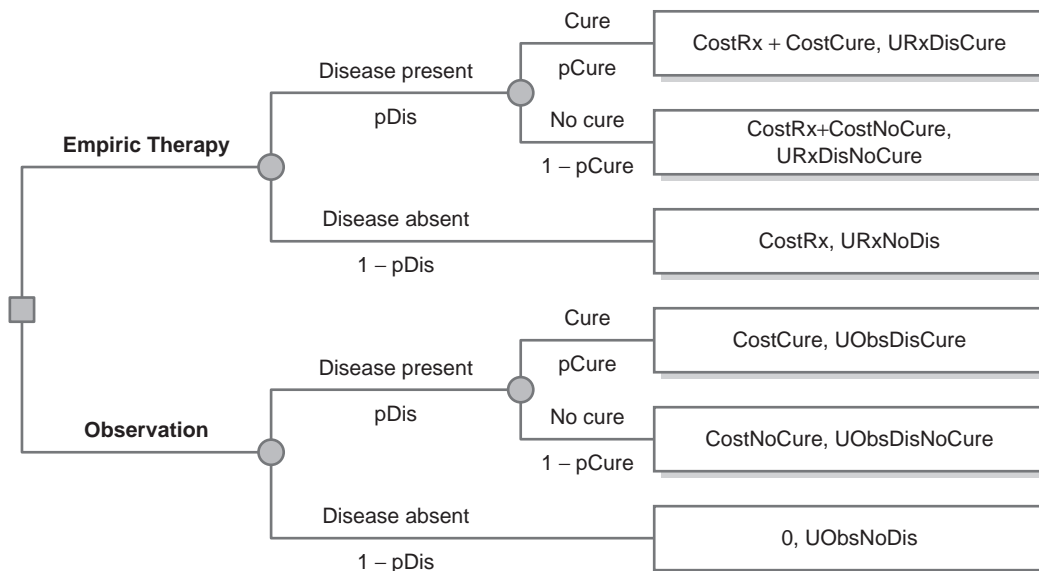 Cure
CostRx + CostCure, URxDisCure
pCure
Disease present
pDis
No cure
CostRx+CostNoCure,
URxDisNoCure
1 − pCure
Empiric Therapy
Disease absent
CostRx, URxNoDis
1 − pDis
Cure
CostCure, UObsDisCure
pCure
Disease present
pDis
No cure
CostNoCure, UObsDisNoCure
1 − pCure
Observation
Disease absent
0, UObsNoDis
1 − pDis